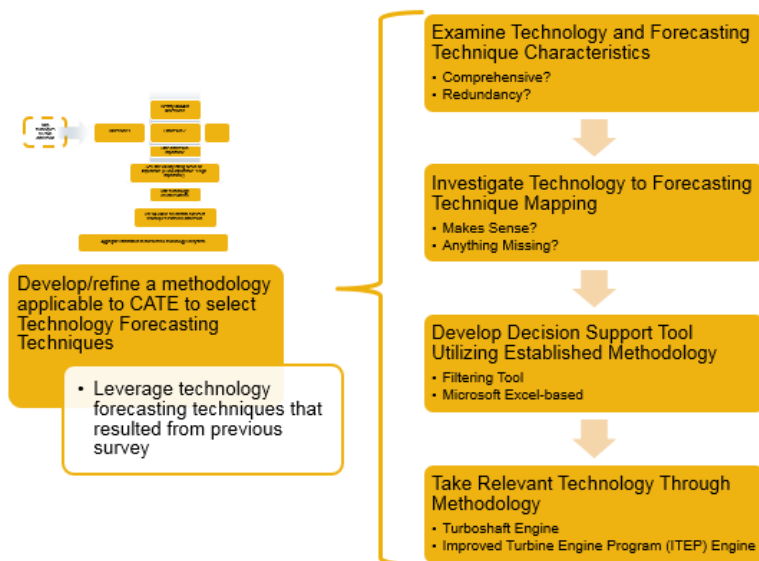 Develop/refine a methodology
applicable to CATE to select
Technology Forecasting
Techniques
• Leverage technology
forecasting techniques that
resulted from previous
survey
Examine Technology and Forecasting
Technique Characteristics
• Comprehensive?
• Redundancy?
Investigate Technology to Forecasting
Technique Mapping
• Makes Sense?
• Anything Missing?
Develop Decision Support Tool
Utilizing Established Methodology
• Filtering Tool
• Microsoft Excel-based
Take Relevant Technology Through
Methodology
• Turboshaft Engine
• Improved Turbine Engine Program (ITEP) Engine